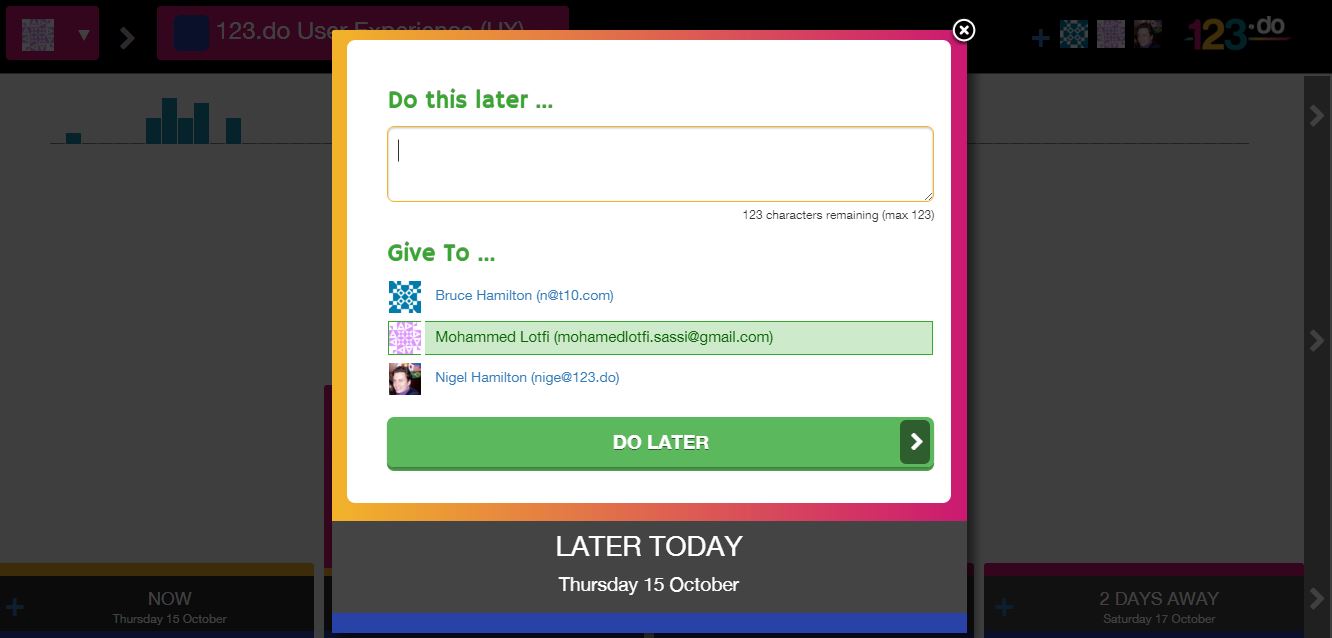 123.do User Experience (UX)
123.do
Do this later ...
123 characters remaining (max 123)
Give To ...
Bruce Hamilton (n@t10.com)
Mohammed Lotfi (mohamedlotfi.sassi@gmail.com)
Nigel Hamilton (nige@123.do)
DO LATER
LATER TODAY
Thursday 15 October
NOW
Thursday 15 October
2 DAYS AWAY
Saturday 17 October